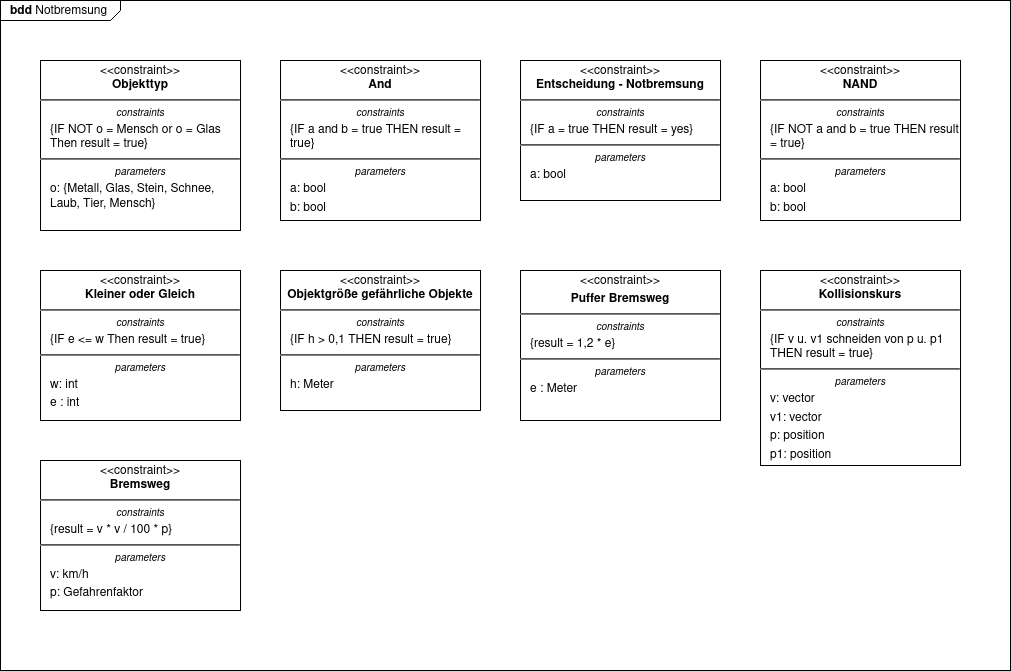 bdd Notbremsung
<<constraint>>
Objekttyp
constraints
{IF NOT o = Mensch or o = Glas
Then result = true}
parameters
o: {Metall, Glas, Stein, Schnee,
Laub, Tier, Mensch}
<<constraint>>
And
constraints
{IF a and b = true THEN result =
true}
parameters
a: bool
b: bool
<<constraint>>
Entscheidung - Notbremsung
constraints
{IF a = true THEN result = yes}
parameters
a: bool
<<constraint>>
NAND
constraints
{IF NOT a and b = true THEN result
= true}
parameters
a: bool
b: bool
<<constraint>>
Kleiner oder Gleich
constraints
{IF e <= w Then result = true}
parameters
w: int
e : int
<<constraint>>
Objektgröße gefährliche Objekte
constraints
{IF h > 0,1 THEN result = true}
parameters
h: Meter
<<constraint>>
Puffer Bremsweg
constraints
{result = 1,2 * e}
parameters
e : Meter
<<constraint>>
Kollisionskurs
constraints
{IF v u. v1 schneiden von p u. p1
THEN result = true}
parameters
v: vector
v1: vector
p: position
p1: position
<<constraint>>
Bremsweg
constraints
{result = v * v / 100 * p}
parameters
v: km/h
p: Gefahrenfaktor